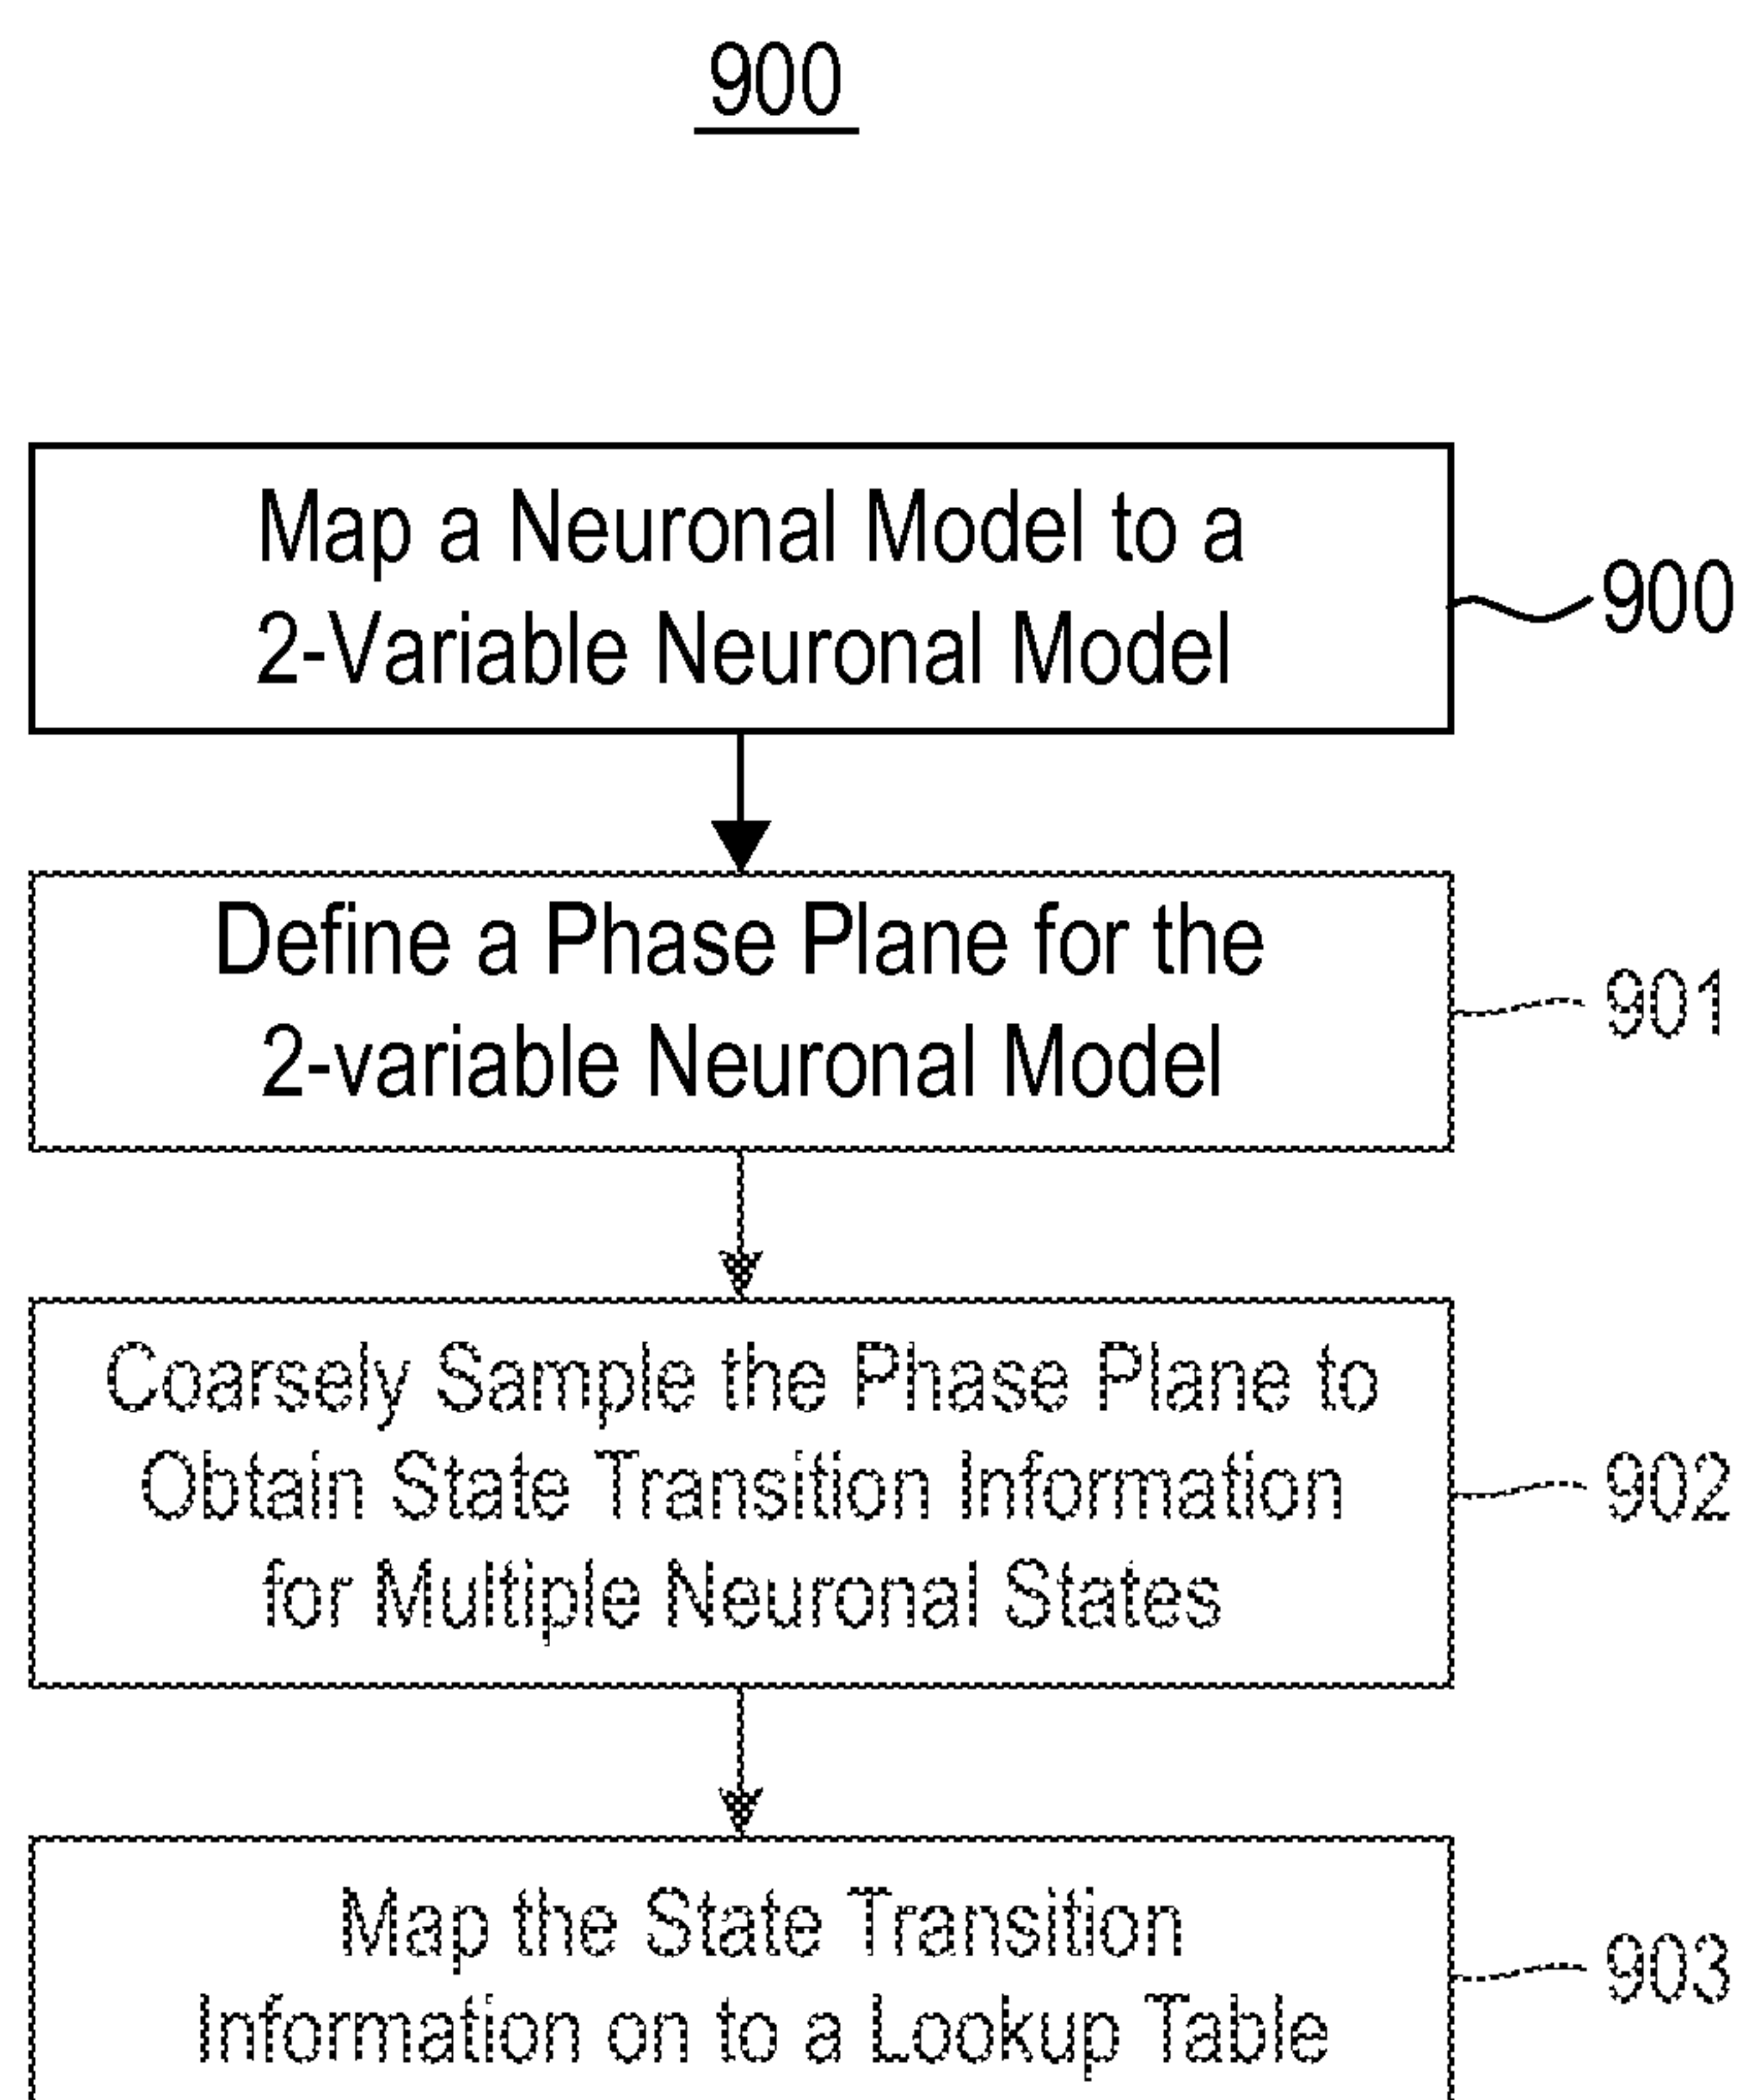 900
Map a Neuronal Model to a
2-Variable Neuronal Model
900
Define a Phase Plane for the
2-variable Neuronal Model
901
Coarsely Sample the Phase Plane to
Obtain State Transition Information
for Multiple Neuronal States
902
Map the State Transition
Information on to a Lookup Table
903